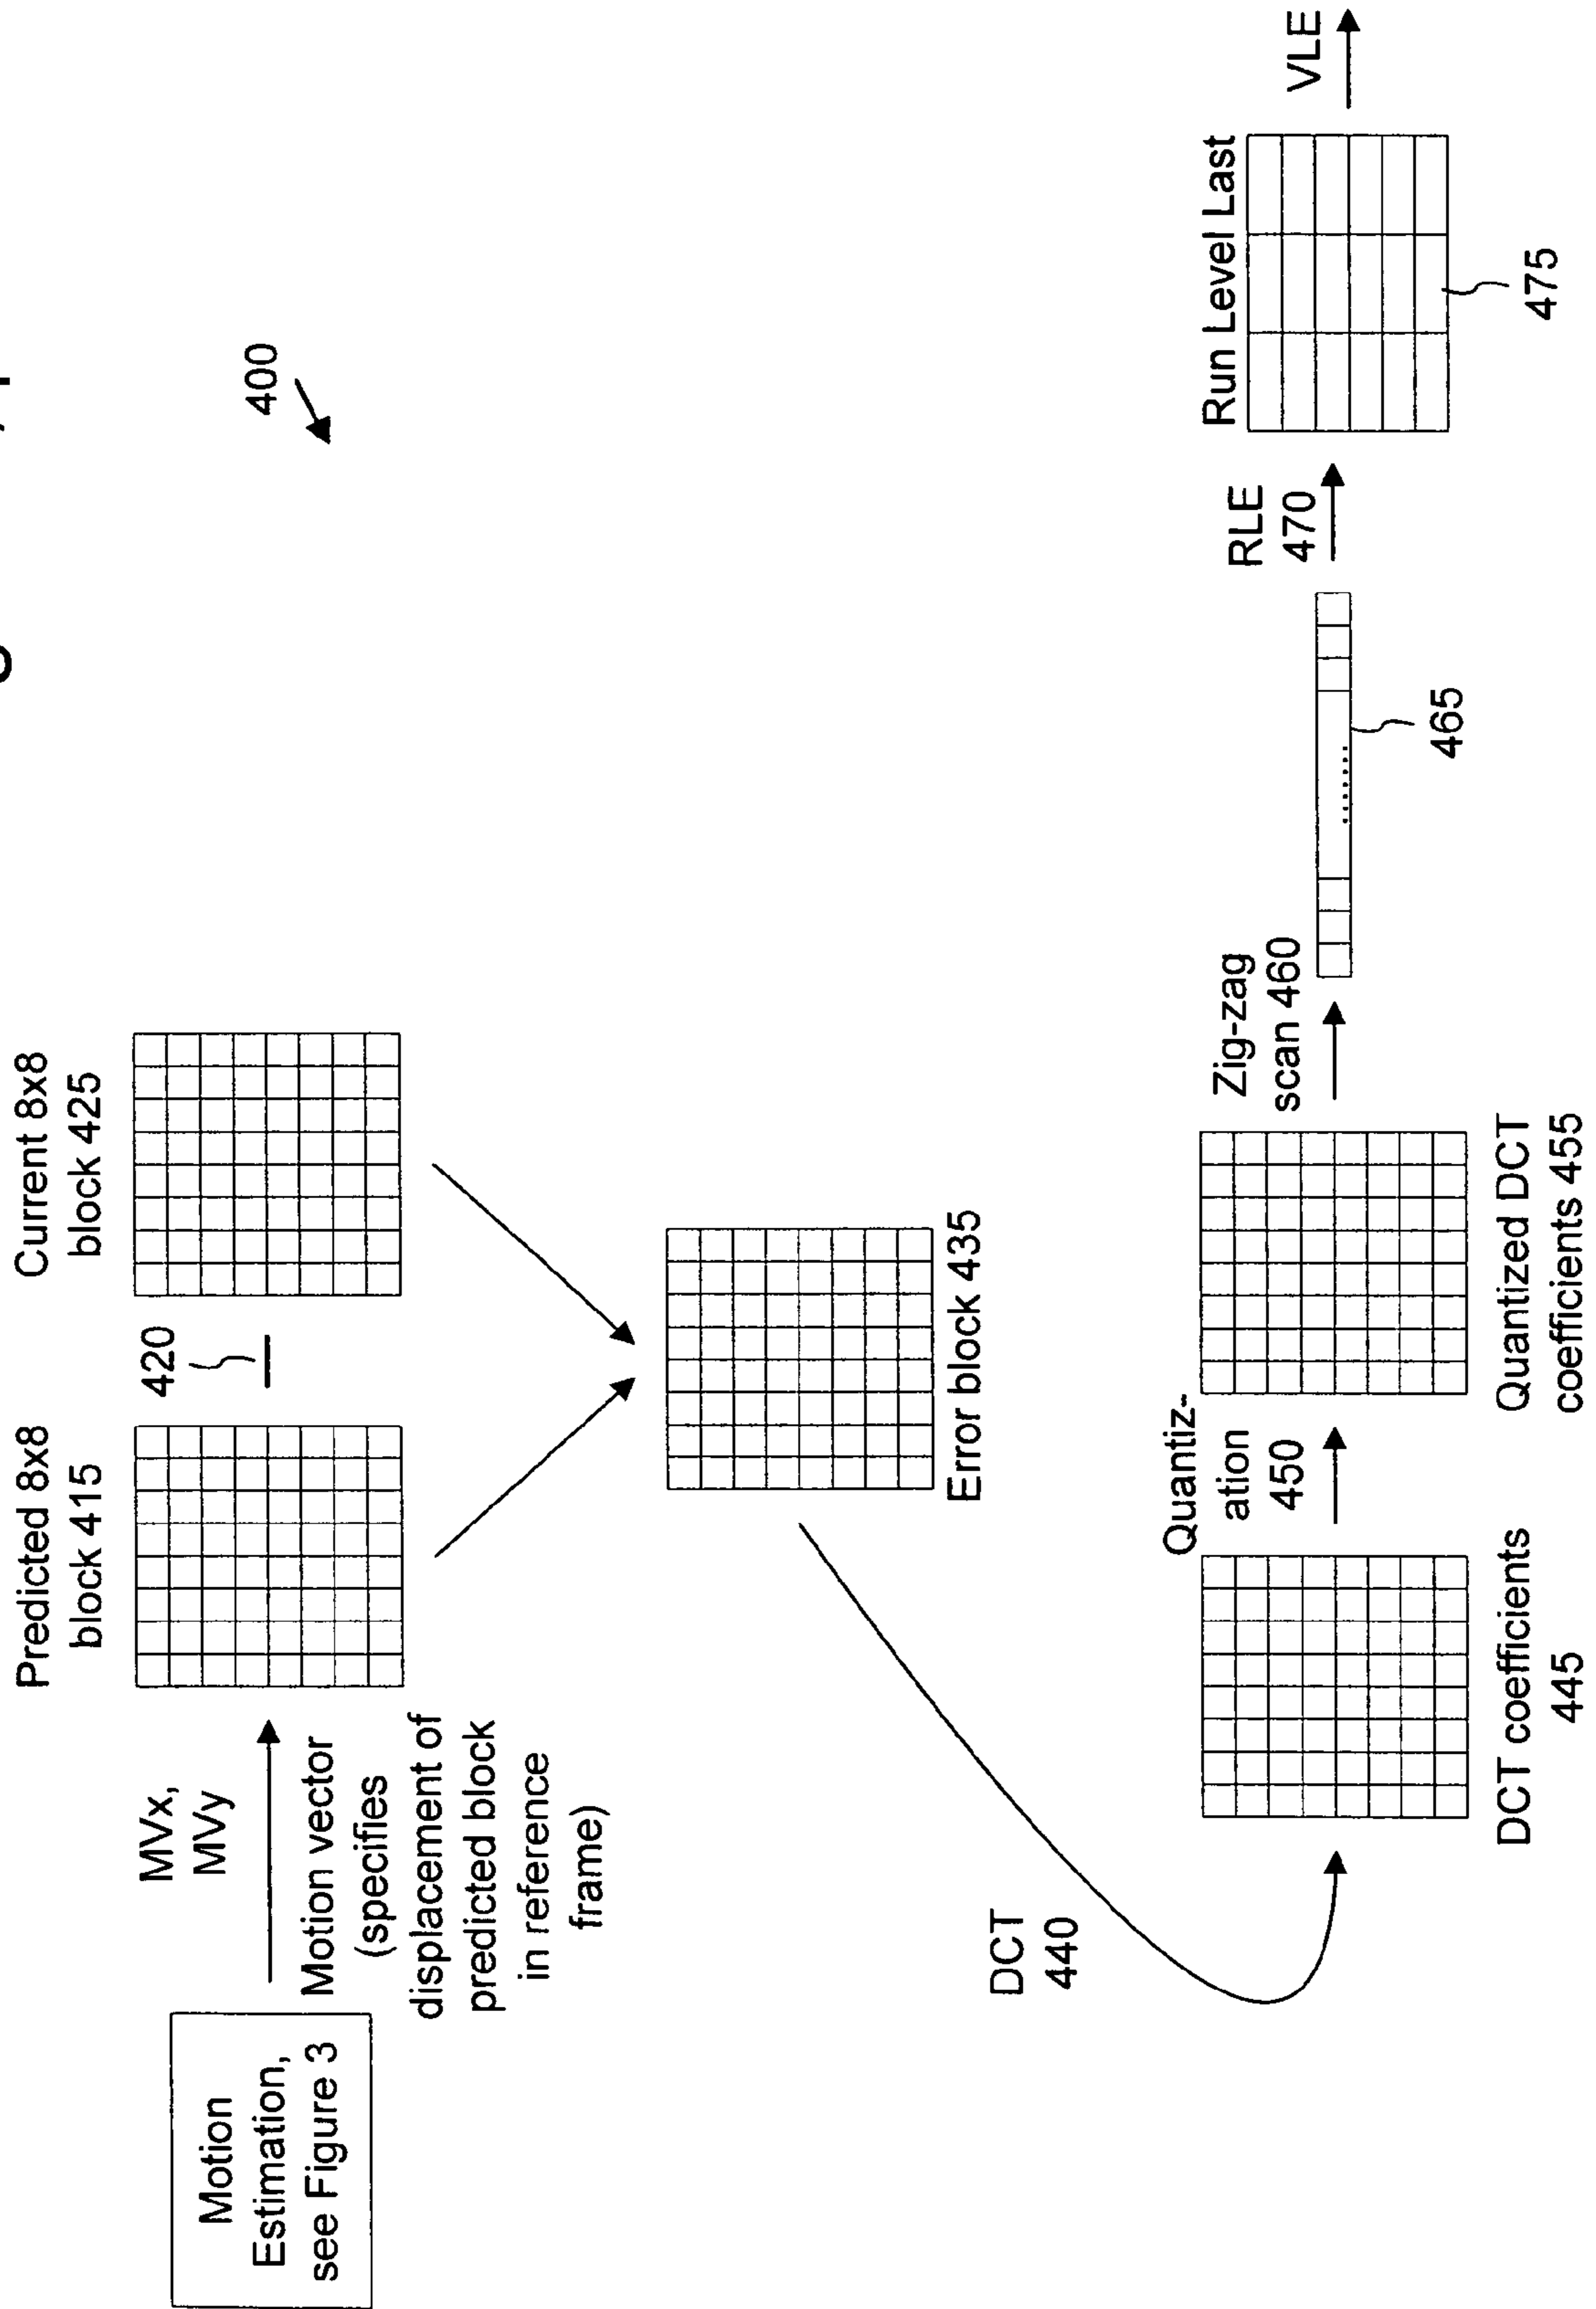 400
Motion
Estimation,
see Figure 3
MVx,
MVy
Motion vector
(specifies
displacement of
predicted block
in reference
frame)
Predicted 8x8
block 415
420
Current 8x8
block 425
Error block 435
DCT
440
DCT coefficients
445
Quantiz-
ation
450
Quantized DCT
coefficients 455
Zig-zag
scan 460
465
RLE
470
Run Level Last
475
VLE